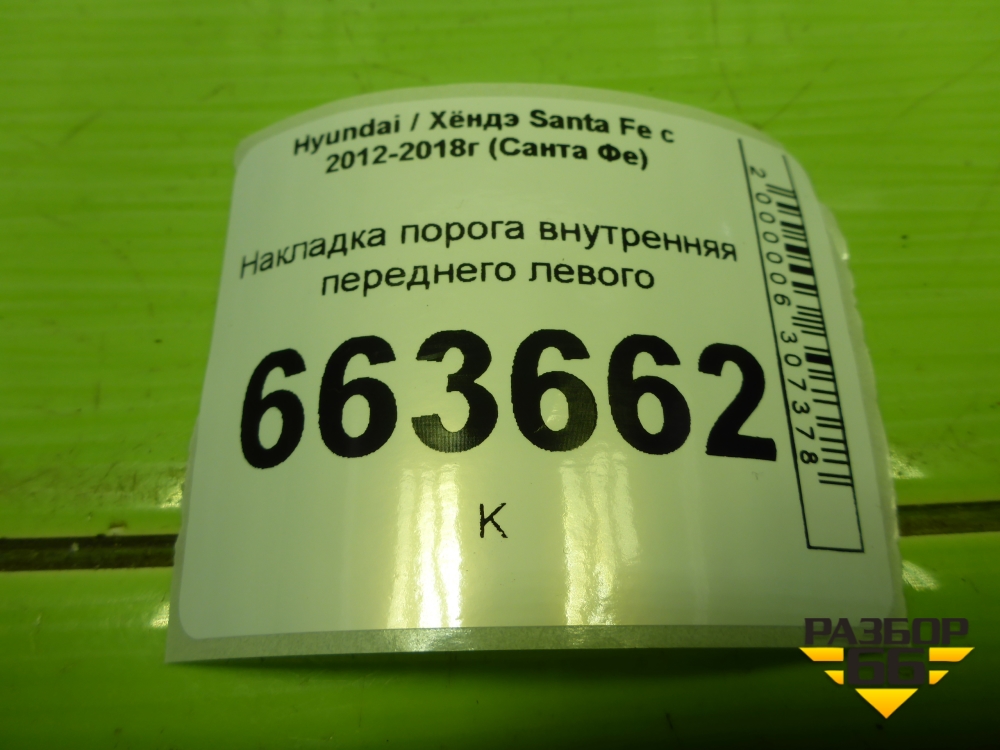 Hyundai / Хёндэ Santa Fe с
2012-2018г (Санта Фе)
Накладка порога внутренняя
переднего левого
663662
К
2000006307378
РАЗБОР
66